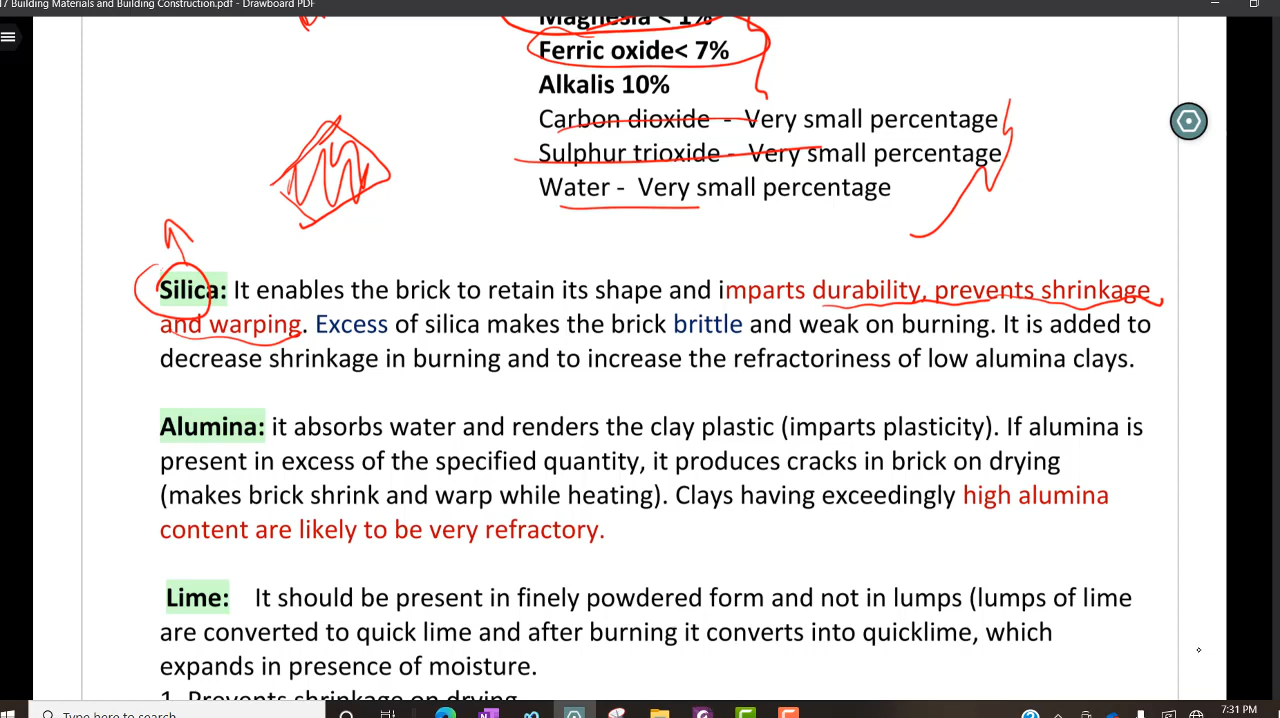 17 Building Materials and Building Construction.pdf - Drawboard PDF
Magnesia < 1%
Ferric oxide< 7%
Alkalis 10%
Carbon dioxide - Very small percentage
Sulphur trioxide - Very small percentage
Water - Very small percentage
Silica: It enables the brick to retain its shape and imparts durability, prevents shrinkage
and warping. Excess of silica makes the brick brittle and weak on burning. It is added to
decrease shrinkage in burning and to increase the refractoriness of low alumina clays.
Alumina: it absorbs water and renders the clay plastic (imparts plasticity). If alumina is
present in excess of the specified quantity, it produces cracks in brick on drying
(makes brick shrink and warp while heating). Clays having exceedingly high alumina
content are likely to be very refractory.
Lime: It should be present in finely powdered form and not in lumps (lumps of lime
are converted to quick lime and after burning it converts into quicklime, which
expands in presence of moisture.
1. Prevents shrinkage on drying
Type here to search
7:31 PM